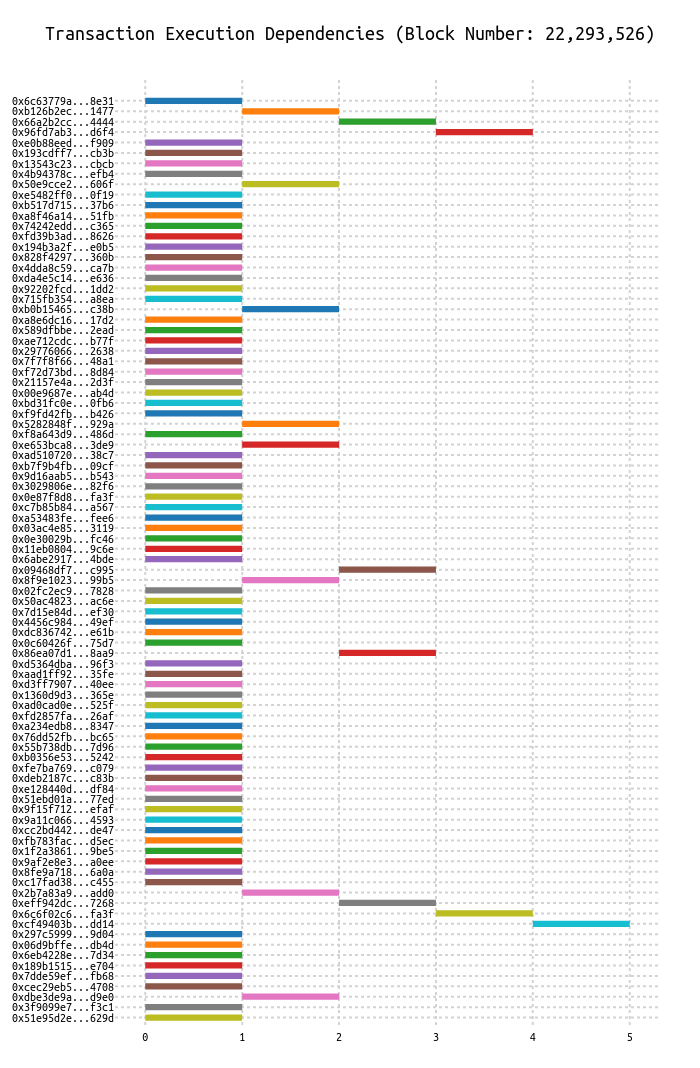 Transaction Execution Dependencies (Block Number: 22,293,526)
0x6c63779a...8e31
0xb126b2ec...1477
0x66a2b2cc...4444
0x96fd7ab3...d6f4
0xe0b88eed...f909
0x193cdff7...cb3b
0x13543c23...cbcb
0x4b94378c...efb4
0x50e9cce2...606f
0xe5482ff0...0f19
0xb517d715...37b6
0xa8f46a14...51fb
0x74242edd...c365
0xfd39b3ad...8626
0x194b3a2f...e0b5
0x828f4297...360b
0x4dda8c59...ca7b
0xda4e5c14...e636
0x92202fcd...1dd2
0x715fb354...a8ea
0xb0b15465...c38b
0xa8e6dc16...17d2
0x589dfbbe...2ead
0xae712cdc...b77f
0x29776066...2638
0x7f7f8f66...48a1
0xf72d73bd...8d84
0x21157e4a...2d3f
0x00e9687e...ab4d
0xbd31fc0e...0fb6
0xf9fd42fb...b426
0x5282848f...929a
0xf8a643d9...486d
0xe653bca8...3de9
0xad510720...38c7
0xb7f9b4fb...09cf
0x9d16aab5...b543
0x3029806e...82f6
0x0e87f8d8...fa3f
0xc7b85b84...a567
0xa53483fe...fee6
0x03ac4e85...3119
0x0e30029b...fc46
0x11eb0804...9c6e
0x6abe2917...4bde
0x09468df7...c995
0x8f9e1023...99b5
0x02fc2ec9...7828
0x50ac4823...ac6e
0x7d15e84d...ef30
0x4456c984...49ef
0xdc836742...e61b
0x0c60426f...75d7
0x86ea07d1...8aa9
0xd5364dba...96f3
0xaad1ff92...35fe
0xd3ff7907...40ee
0x1360d9d3...365e
0xad0cad0e...525f
0xfd2857fa...26af
0xa234edb8...8347
0x76dd52fb...bc65
0x55b738db...7d96
0xb0356e53...5242
0xfe7ba769...c079
0xdeb2187c...c83b
0xe128440d...df84
0x51ebd01a...77ed
0x9f15f712...efaf
0x9a11c066...4593
0xcc2bd442...de47
0xfb783fac...d5ec
0x1f2a3861...9be5
0x9af2e8e3...a0ee
0x8fe9a718...6a0a
0xc17fad38...c455
0x2b7a83a9...add0
0xeff942dc...7268
0x6c6f02c6...fa3f
0xcf49403b...dd14
0x297c5999...9d04
0x06d9bffe...db4d
0x6eb4228e...7d34
0x189b1515...e704
0x7dde59ef...fb68
0xcec29eb5...4708
0xdbe3de9a...d9e0
0x3f9099e7...f3c1
0x51e95d2e...629d
0 1 2 3 4 5